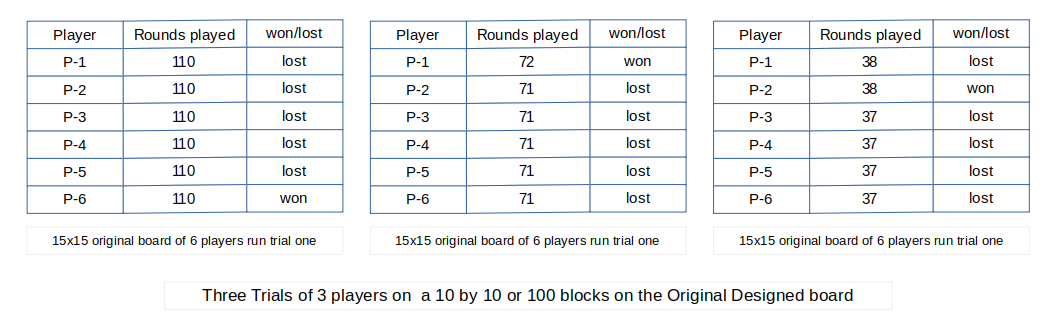 Player Rounds played won/lost
P-1 110 lost
P-2 110 lost
P-3 110 lost
P-4 110 lost
P-5 110 lost
P-6 110 won
15x15 original board of 6 players run trial one
Player Rounds played won/lost
P-1 72 won
P-2 71 lost
P-3 71 lost
P-4 71 lost
P-5 71 lost
P-6 71 lost
15x15 original board of 6 players run trial one
Player Rounds played won/lost
P-1 38 lost
P-2 38 won
P-3 37 lost
P-4 37 lost
P-5 37 lost
P-6 37 lost
15x15 original board of 6 players run trial one
Three Trials of 3 players on a 10 by 10 or 100 blocks on the Original Designed board